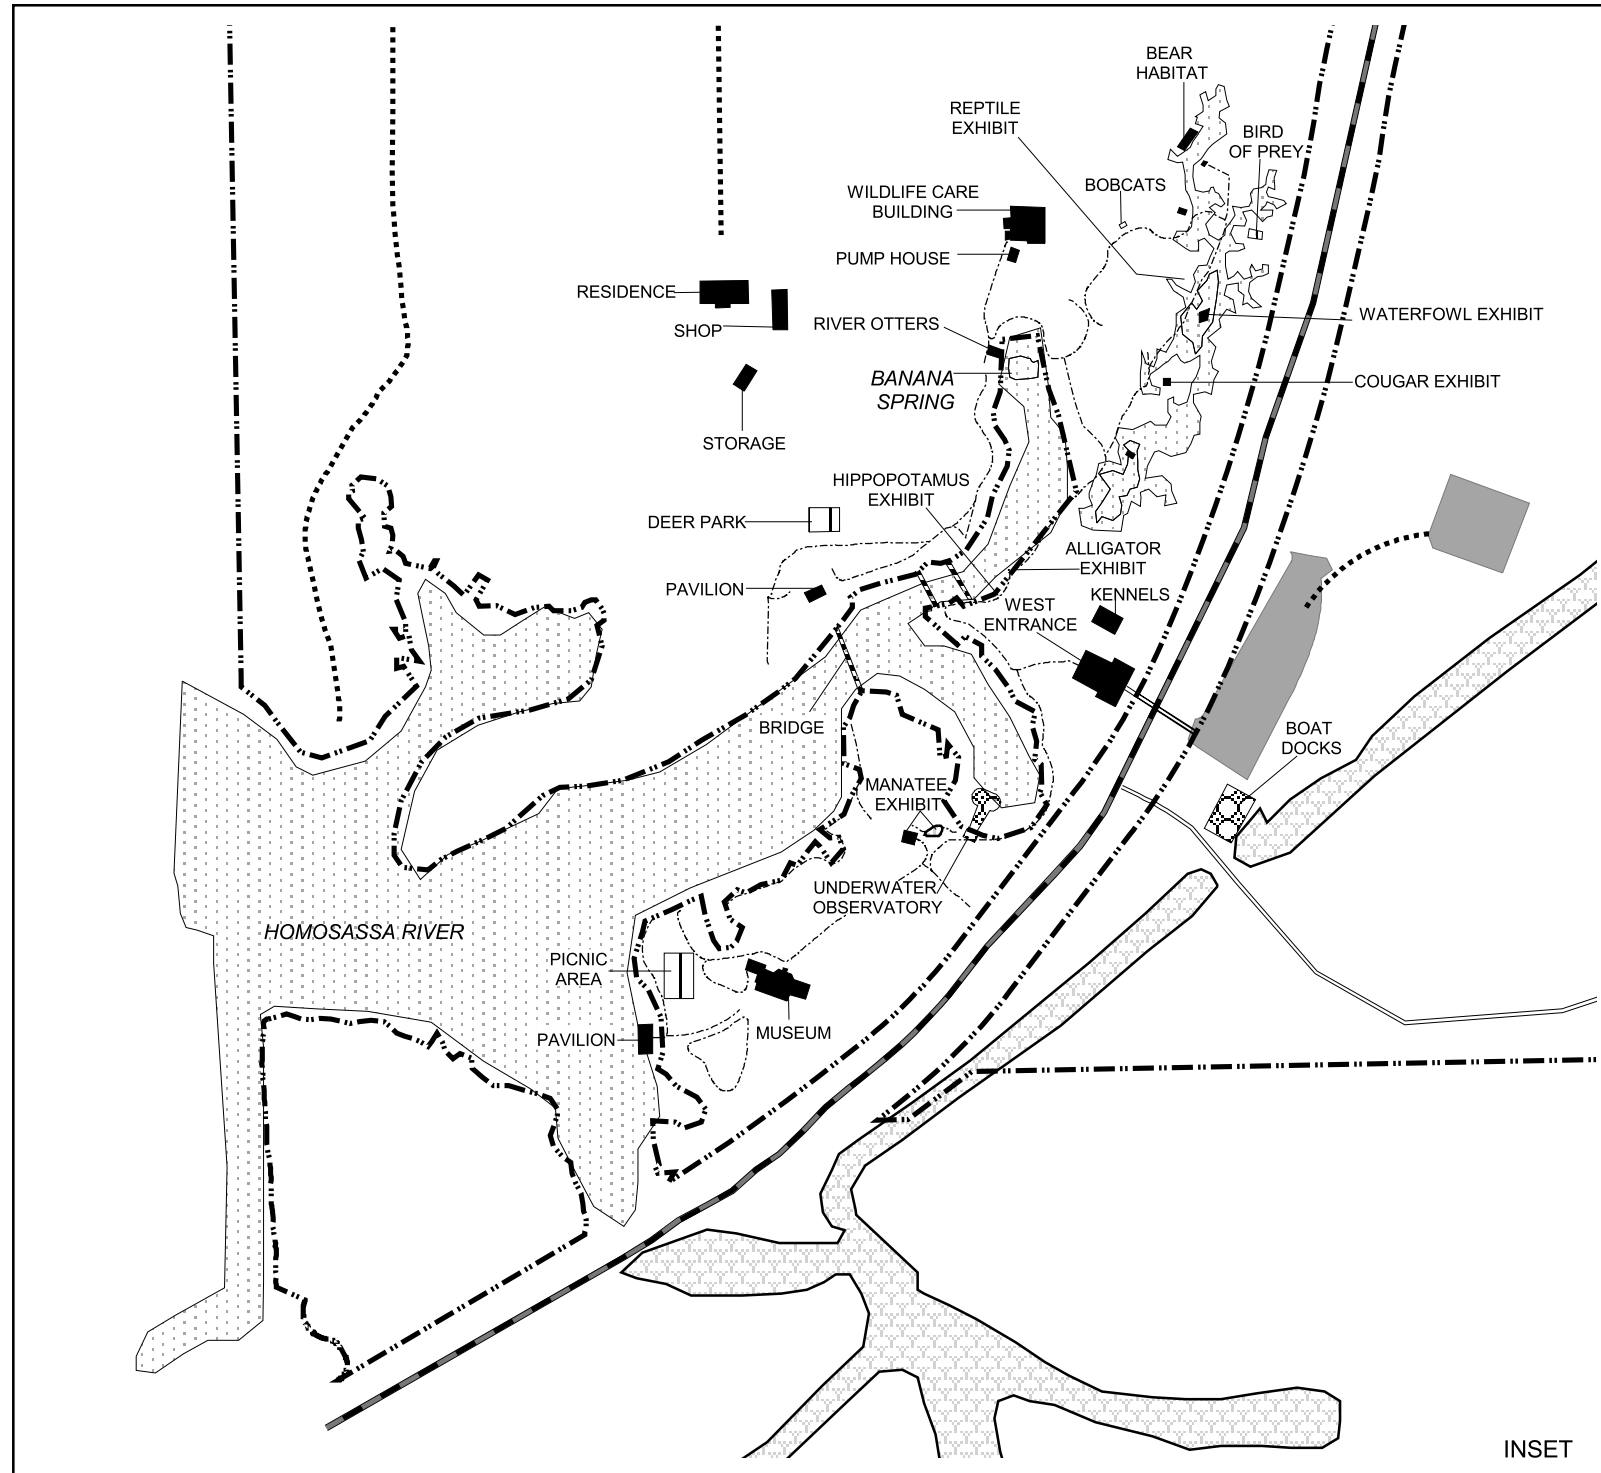 BEAR
HABITAT
REPTILE
EXHIBIT
BIRD
OF PREY
BOBCATS
WILDLIFE CARE
BUILDING
PUMP HOUSE
RESIDENCE
SHOP
RIVER OTTERS
WATERFOWL EXHIBIT
BANANA
SPRING
COUGAR EXHIBIT
STORAGE
HIPPOPOTAMUS
EXHIBIT
DEER PARK
ALLIGATOR
EXHIBIT
PAVILION
KENNELS
WEST
ENTRANCE
BRIDGE
BOAT
DOCKS
MANATEE
EXHIBIT
UNDERWATER
OBSERVATORY
HOMOSASSA RIVER
PICNIC
AREA
PAVILION
MUSEUM
INSET